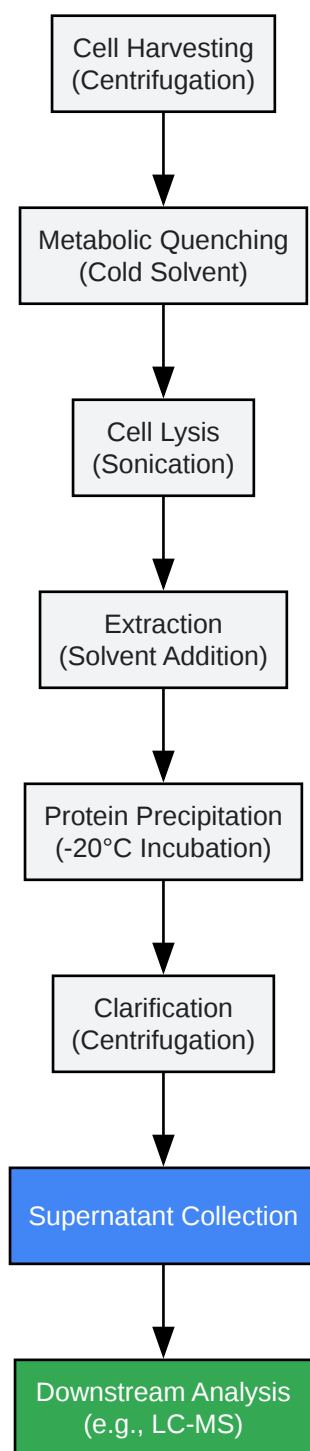 Cell Harvesting
(Centrifugation)
Metabolic Quenching
(Cold Solvent)
Cell Lysis
(Sonication)
Extraction
(Solvent Addition)
Protein Precipitation
(-20°C Incubation)
Clarification
(Centrifugation)
Supernatant Collection
Downstream Analysis
(e.g., LC-MS)